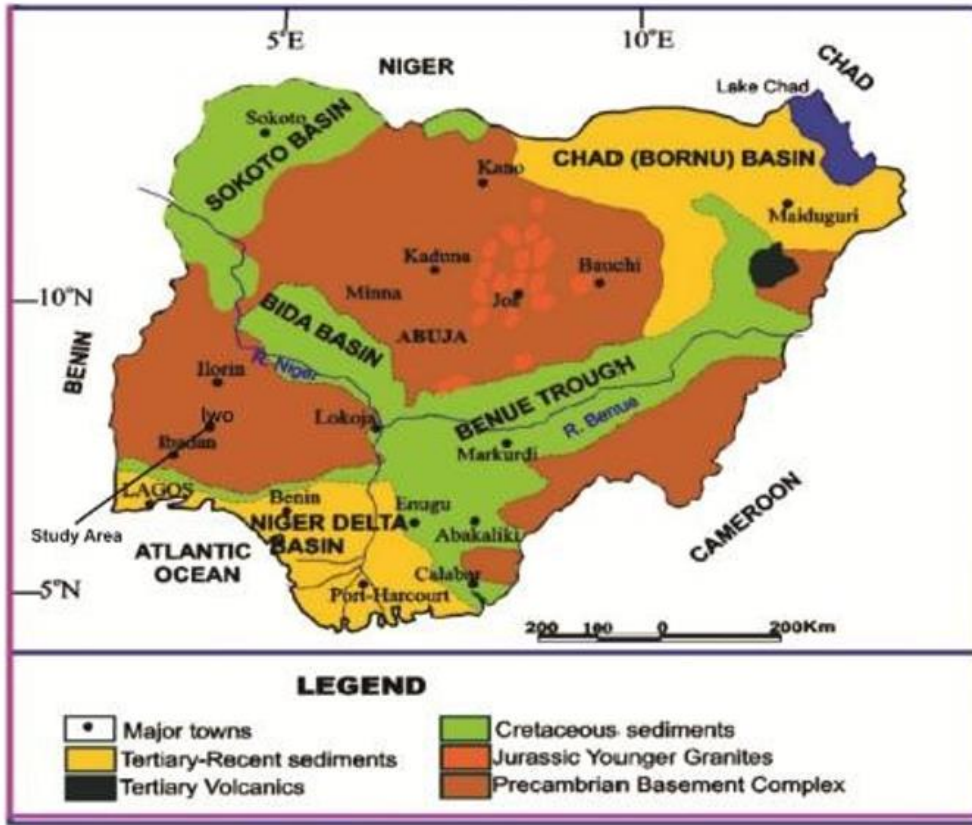 5°E
10°E
NIGER
CHAD
Lake Chad
Sokoto
SOKOTO BASIN
CHAD (BORNU) BASIN
Kano
Maiduguri
Kaduna
Bauchi
Minna
Jos
10°N
BIDA BASIN
ABUJA
BENIN
R. Niger
Ilorin
BENUE TROUGH
Iwo
Lokoja
R. Benue
Ibadan
Markurdi
LAGOS
Benin
Enugu
CAMEROON
Study Area
NIGER DELTA
BASIN
Abakaliki
ATLANTIC
OCEAN
Calabar
5°N
Port-Harcourt
200 100 0 200Km
LEGEND
Major towns
Cretaceous sediments
Tertiary-Recent sediments
Jurassic Younger Granites
Tertiary Volcanics
Precambrian Basement Complex